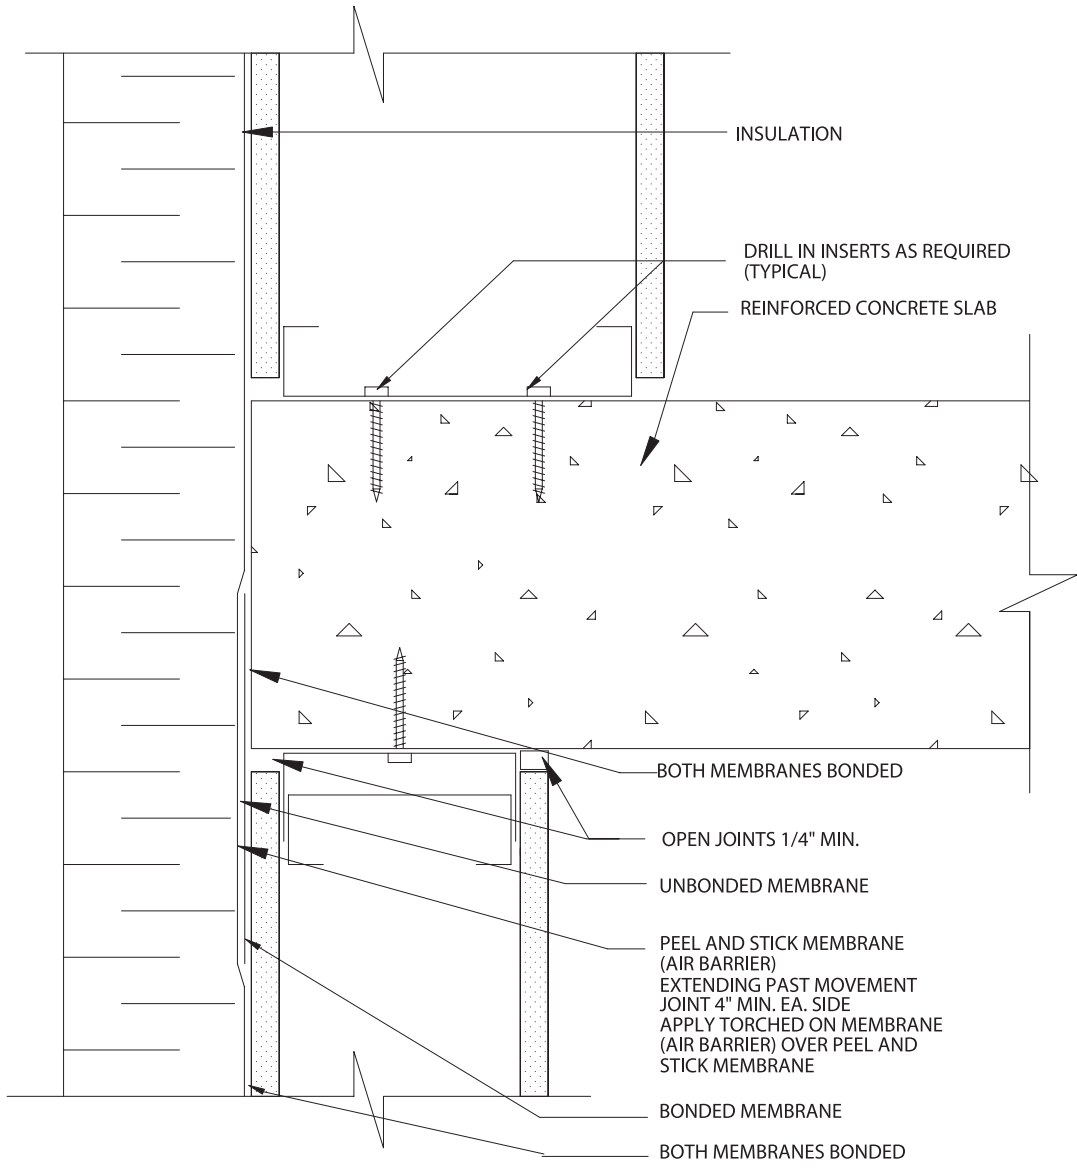 INSULATION
DRILL IN INSERTS AS REQUIRED
(TYPICAL)
REINFORCED CONCRETE SLAB
BOTH MEMBRANES BONDED
OPEN JOINTS 1/4" MIN.
UNBONDED MEMBRANE
PEEL AND STICK MEMBRANE
(AIR BARRIER)
EXTENDING PAST MOVEMENT
JOINT 4" MIN. EA. SIDE
APPLY TORCHED ON MEMBRANE
(AIR BARRIER) OVER PEEL AND
STICK MEMBRANE
BONDED MEMBRANE
BOTH MEMBRANES BONDED